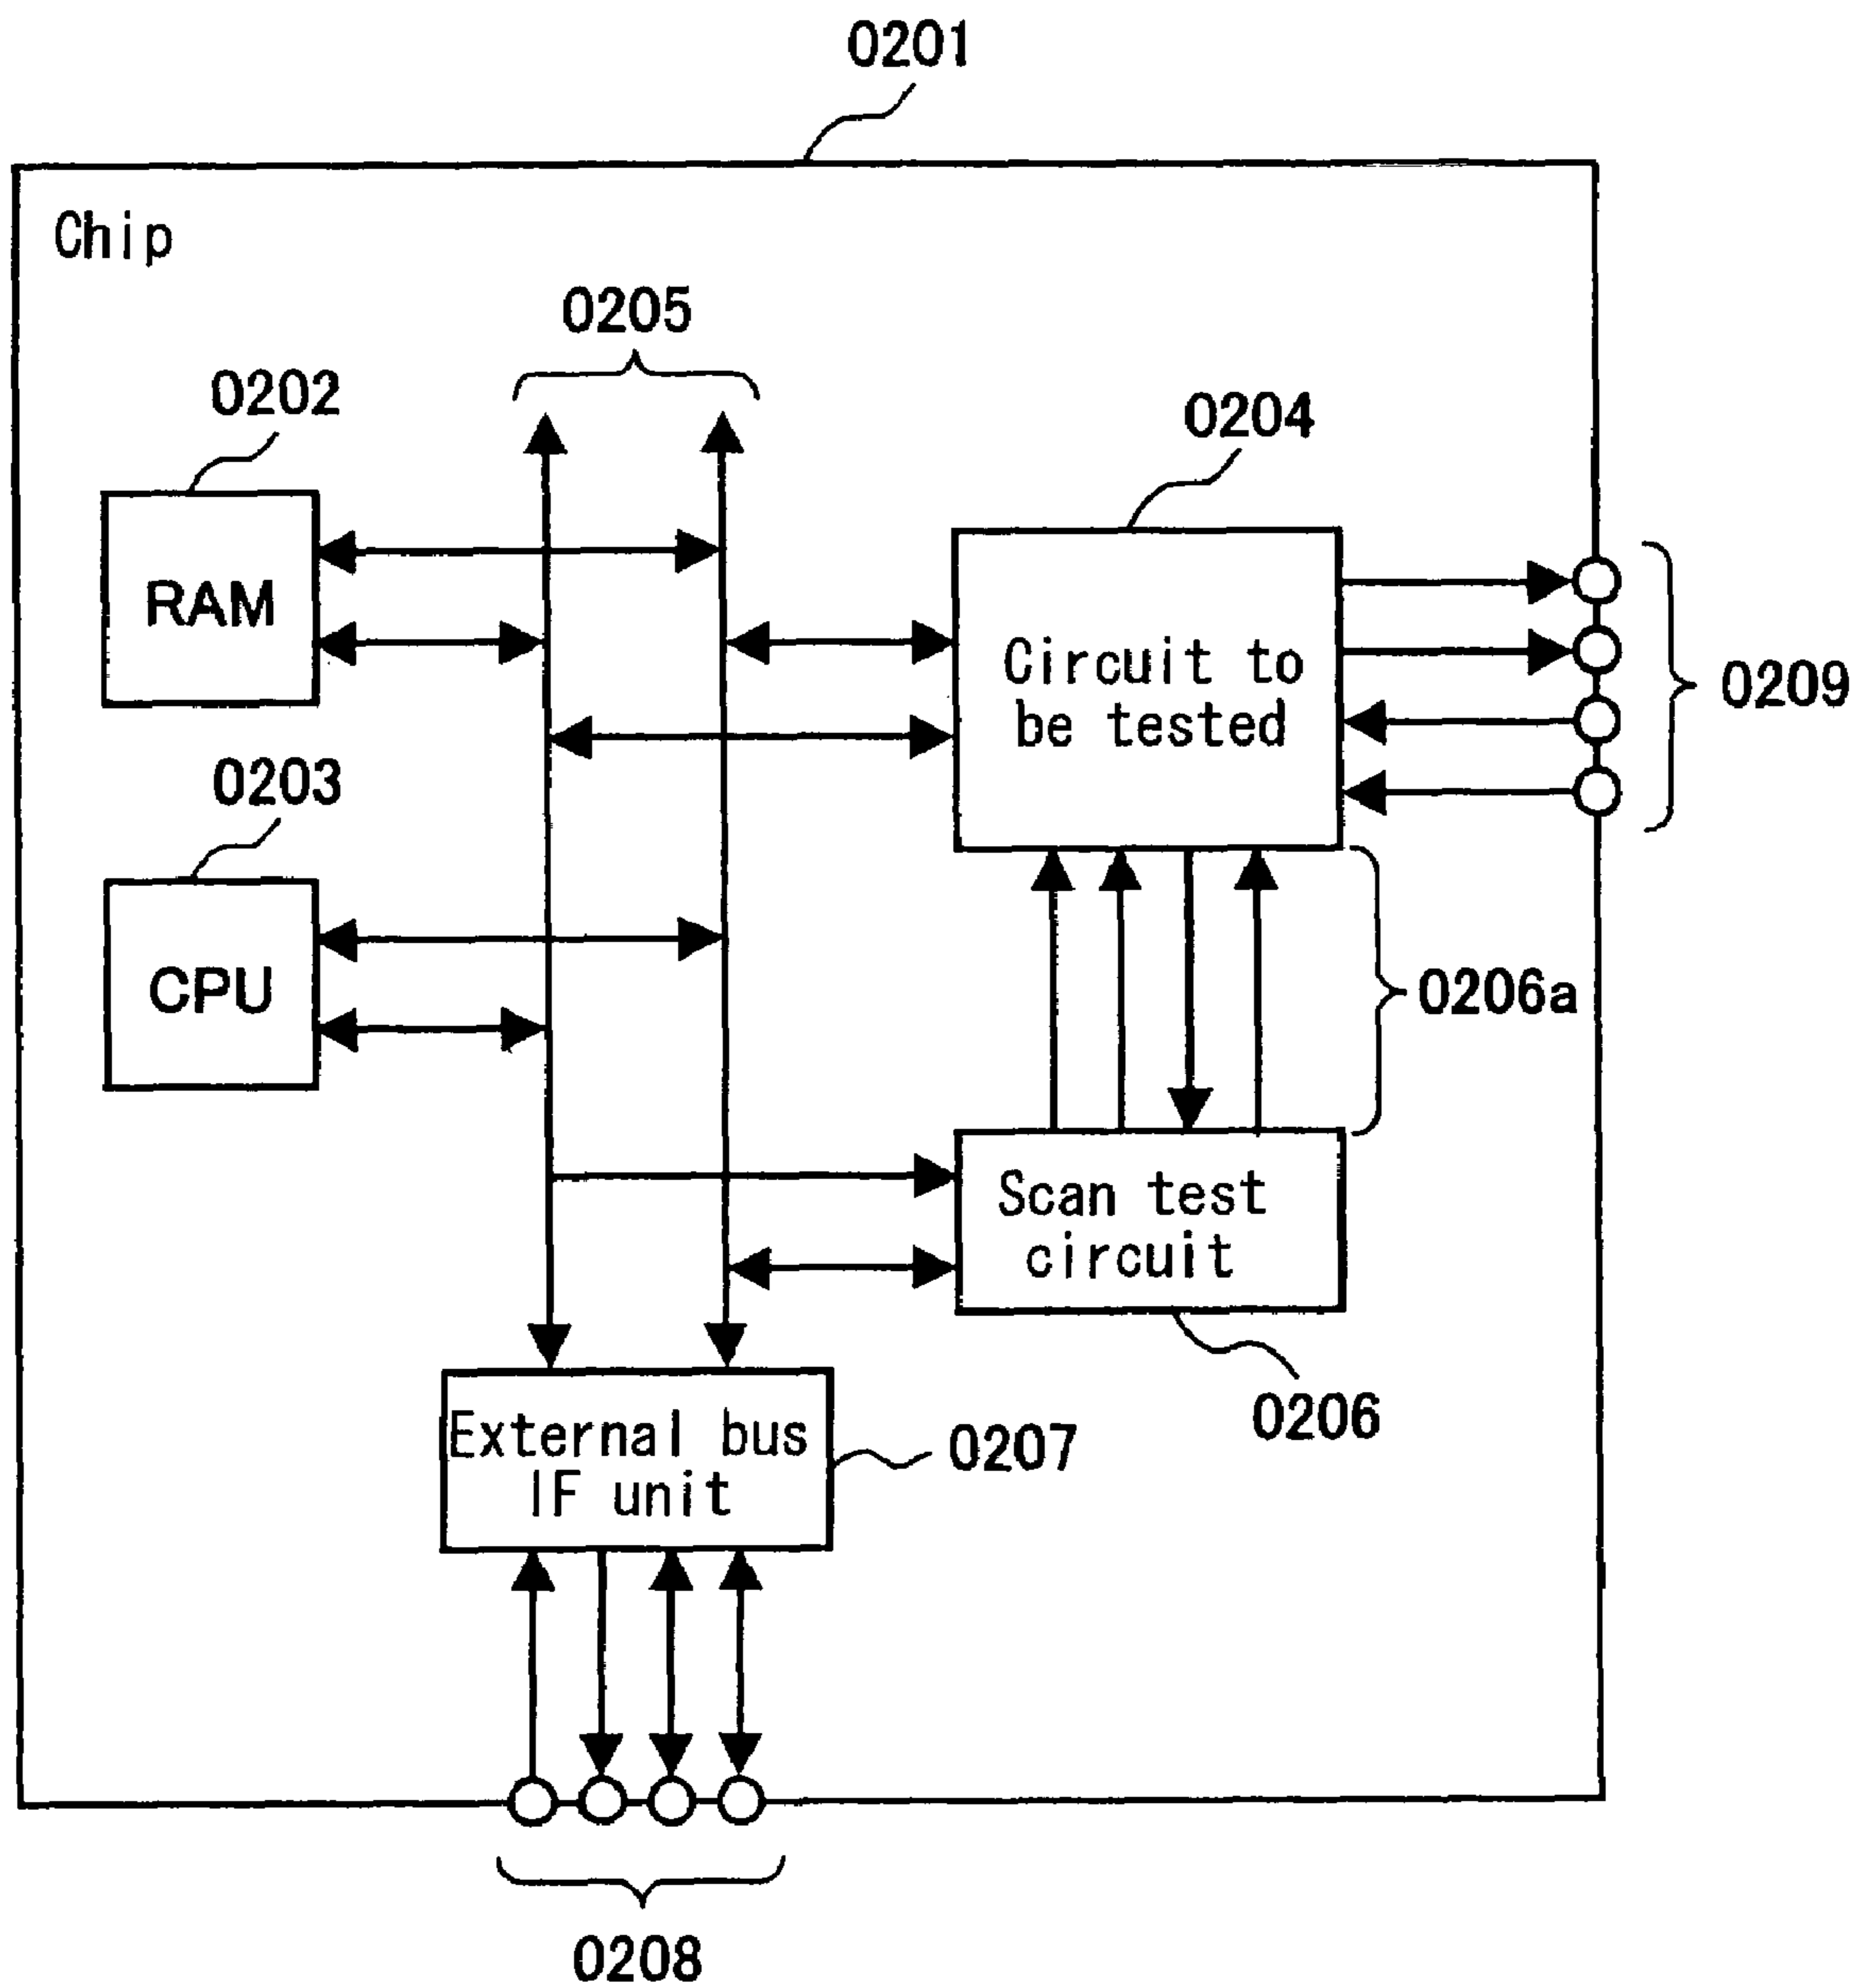 0201
Chip
0205
0202
0204
RAM
Circuit to
be tested
0209
0203
CPU
0206a
Scan test
circuit
0206
External bus
IF unit
0207
0208